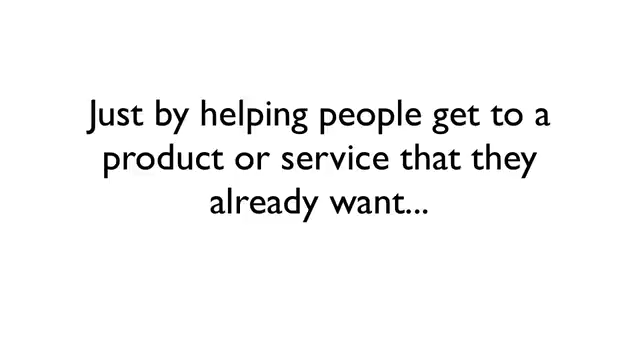 Just by helping people get to a
product or service that they
already want...